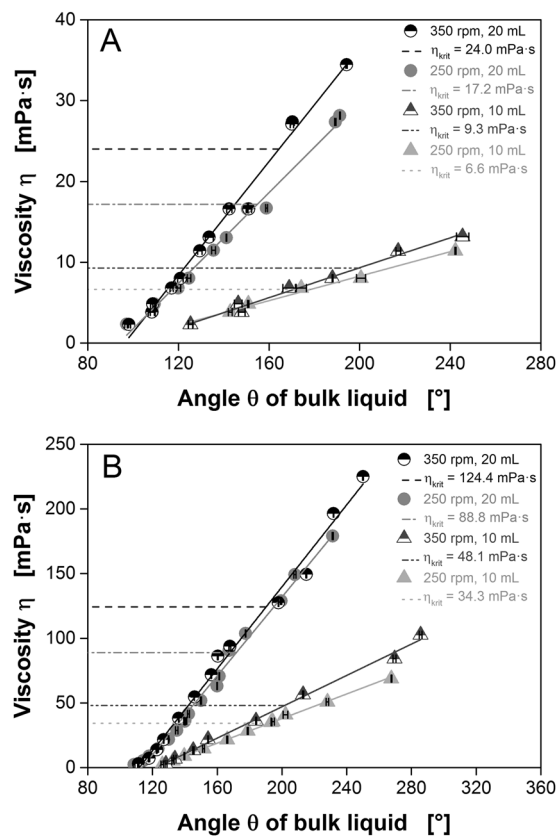 A
350 rpm, 20 mL
ηkrit = 24.0 mPa·s
250 rpm, 20 mL
ηkrit = 17.2 mPa·s
350 rpm, 10 mL
ηkrit = 9.3 mPa·s
250 rpm, 10 mL
ηkrit = 6.6 mPa·s
Viscosity η [mPa·s]
40
30
20
10
0
80 120 160 200 240 280
Angle θ of bulk liquid [°]
B
350 rpm, 20 mL
ηkrit = 124.4 mPa·s
250 rpm, 20 mL
ηkrit = 88.8 mPa·s
350 rpm, 10 mL
ηkrit = 48.1 mPa·s
250 rpm, 10 mL
ηkrit = 34.3 mPa·s
Viscosity η [mPa·s]
250
200
150
100
50
0
80 120 160 200 240 280 320 360
Angle θ of bulk liquid [°]